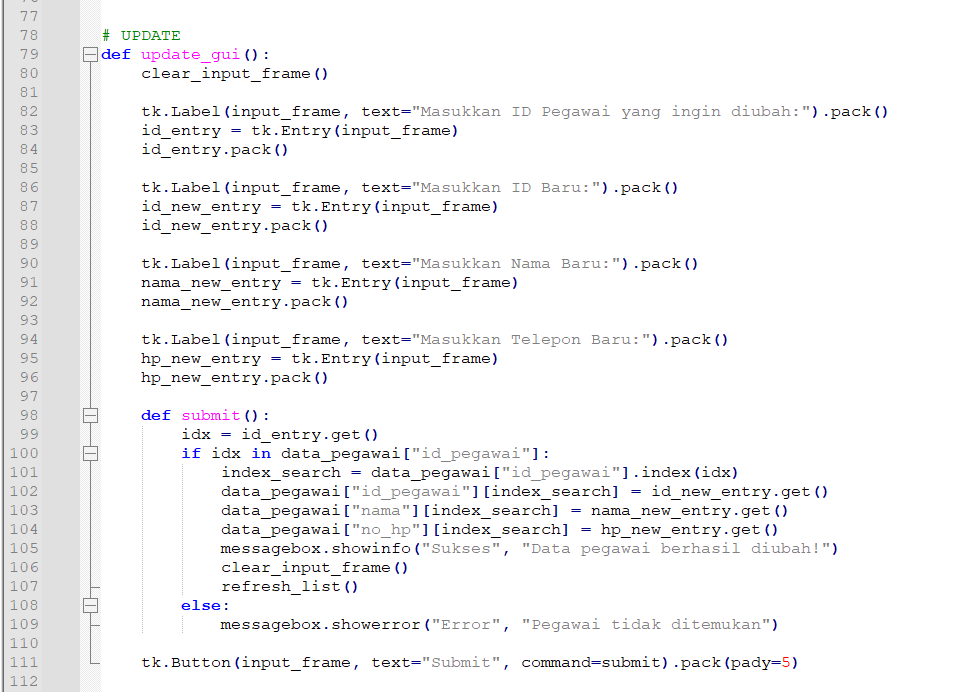 76
77
78 # UPDATE
79 def update_gui():
80 clear_input_frame()
81
82 tk.Label(input_frame, text="Masukkan ID Pegawai yang ingin diubah:").pack()
83 id_entry = tk.Entry(input_frame)
84 id_entry.pack()
85
86 tk.Label(input_frame, text="Masukkan ID Baru:").pack()
87 id_new_entry = tk.Entry(input_frame)
88 id_new_entry.pack()
89
90 tk.Label(input_frame, text="Masukkan Nama Baru:").pack()
91 nama_new_entry = tk.Entry(input_frame)
92 nama_new_entry.pack()
93
94 tk.Label(input_frame, text="Masukkan Telepon Baru:").pack()
95 hp_new_entry = tk.Entry(input_frame)
96 hp_new_entry.pack()
97
98 def submit():
99 idx = id_entry.get()
100 if idx in data_pegawai["id_pegawai"]:
101 index_search = data_pegawai["id_pegawai"].index(idx)
102 data_pegawai["id_pegawai"][index_search] = id_new_entry.get()
103 data_pegawai["nama"][index_search] = nama_new_entry.get()
104 data_pegawai["no_hp"][index_search] = hp_new_entry.get()
105 messagebox.showinfo("Sukses", "Data pegawai berhasil diubah!")
106 clear_input_frame()
107 refresh_list()
108 else:
109 messagebox.showerror("Error", "Pegawai tidak ditemukan")
110
111 tk.Button(input_frame, text="Submit", command=submit).pack(pady=5)
112